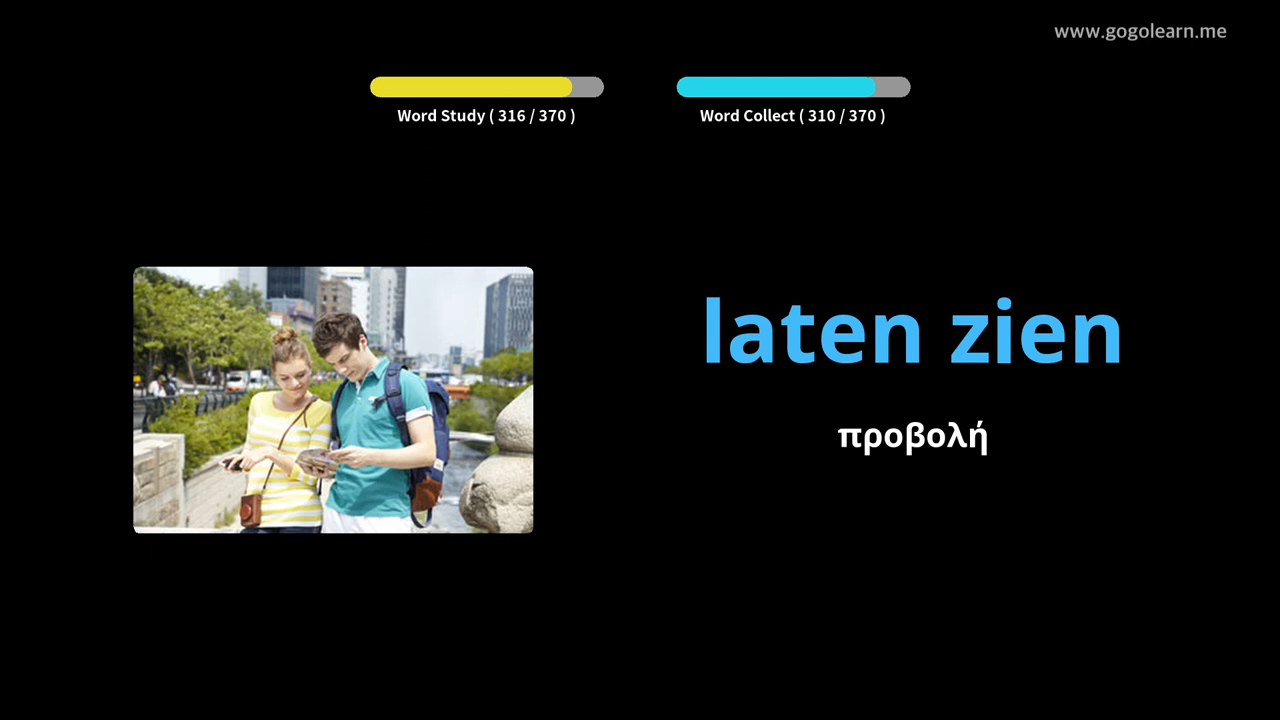 www.gogolearn.me
Word Study ( 316 / 370 )
Word Collect ( 310 / 370 )
laten zien
προβολή